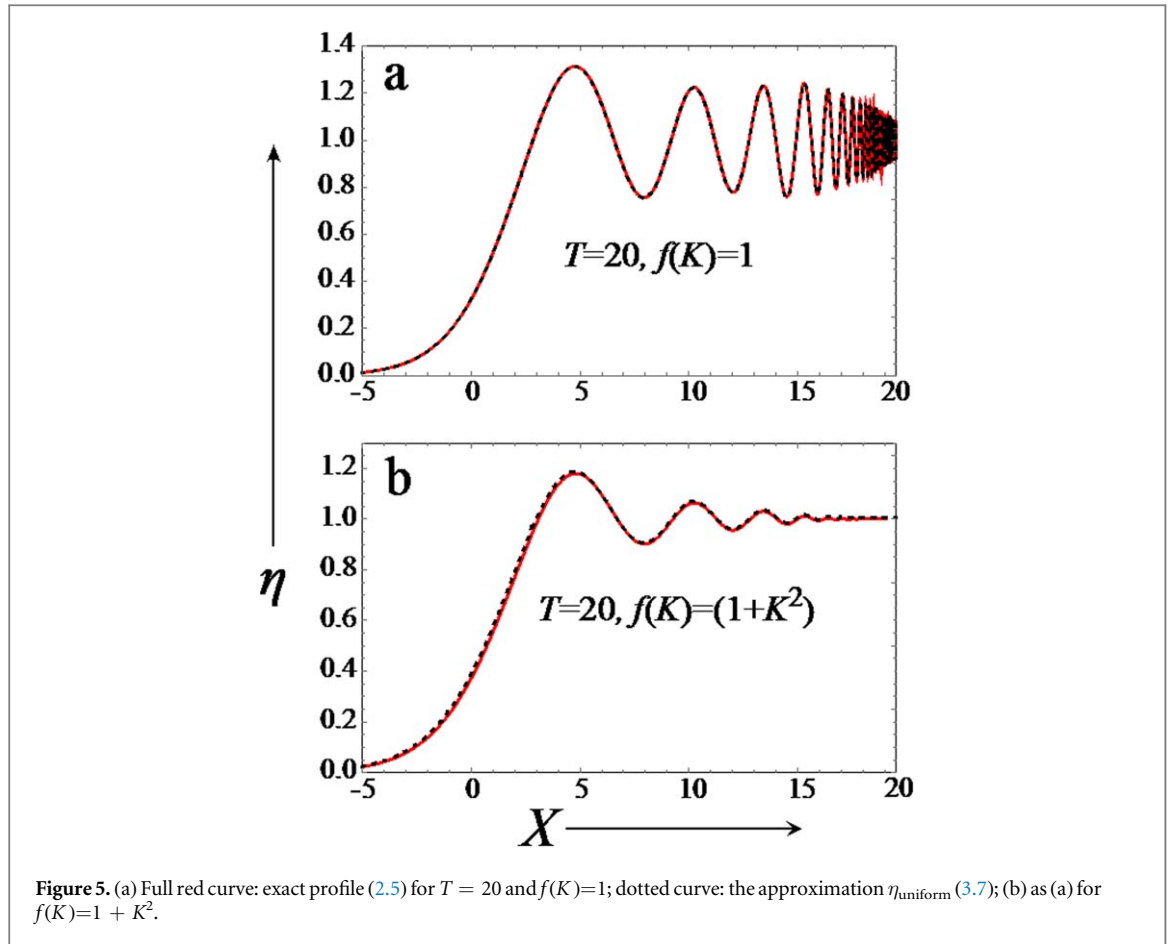 a
1.4
1.2
1.0
0.8
0.6
0.4
0.2
0.0
T=20, f(K)=1
-5 0 5 10 15 20
b
1.2
1.0
0.8
0.6
0.4
0.2
0.0
η
T=20, f(K)=(1+K²)
-5 0 5 10 15 20
X
Figure 5. (a) Full red curve: exact profile (2.5) for T = 20 and f(K)=1; dotted curve: the approximation η_uniform (3.7); (b) as (a) for
f(K)=1 + K².